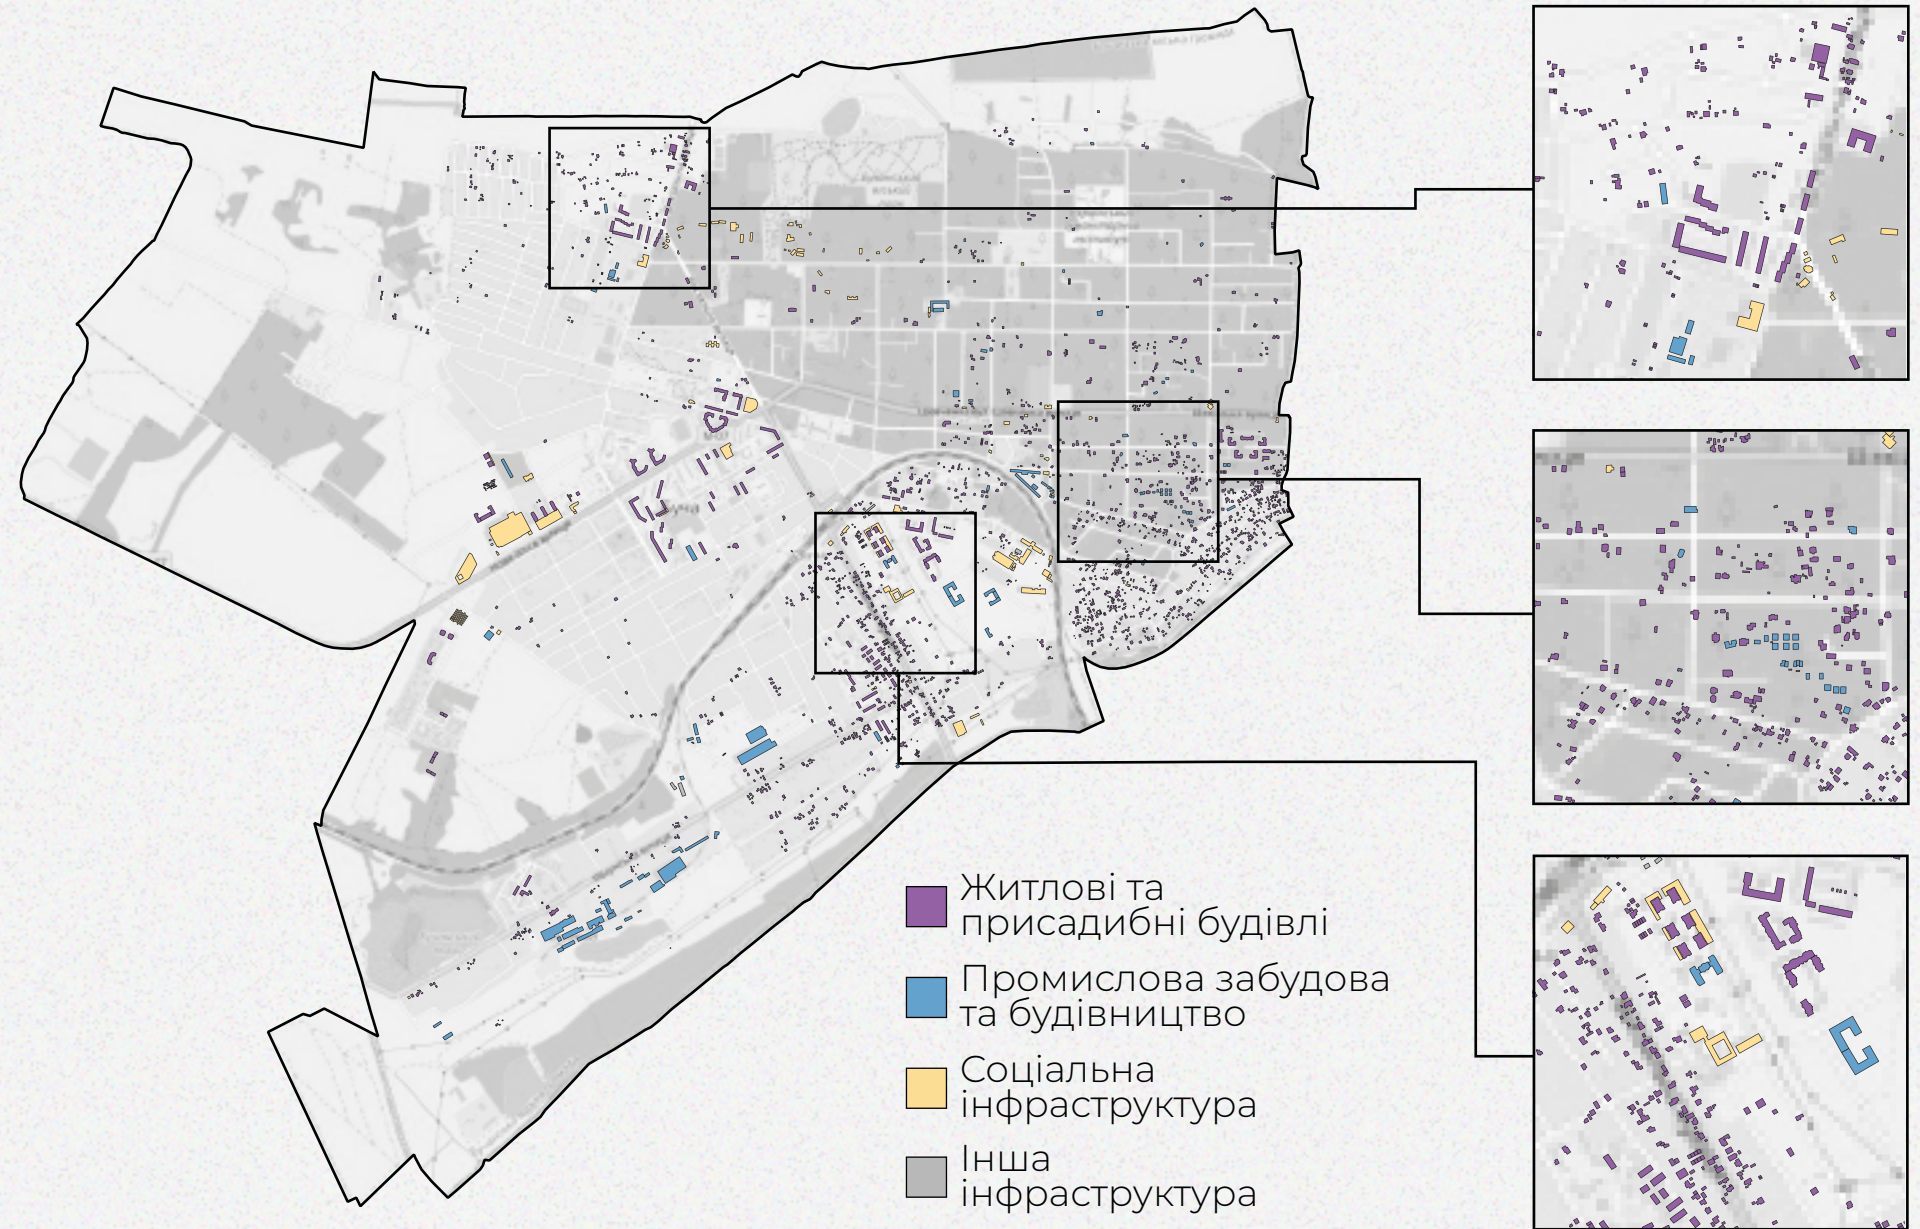 Житлові та
присадибні будівлі
Промислова забудова
та будівництво
Соціальна
інфраструктура
Інша
інфраструктура